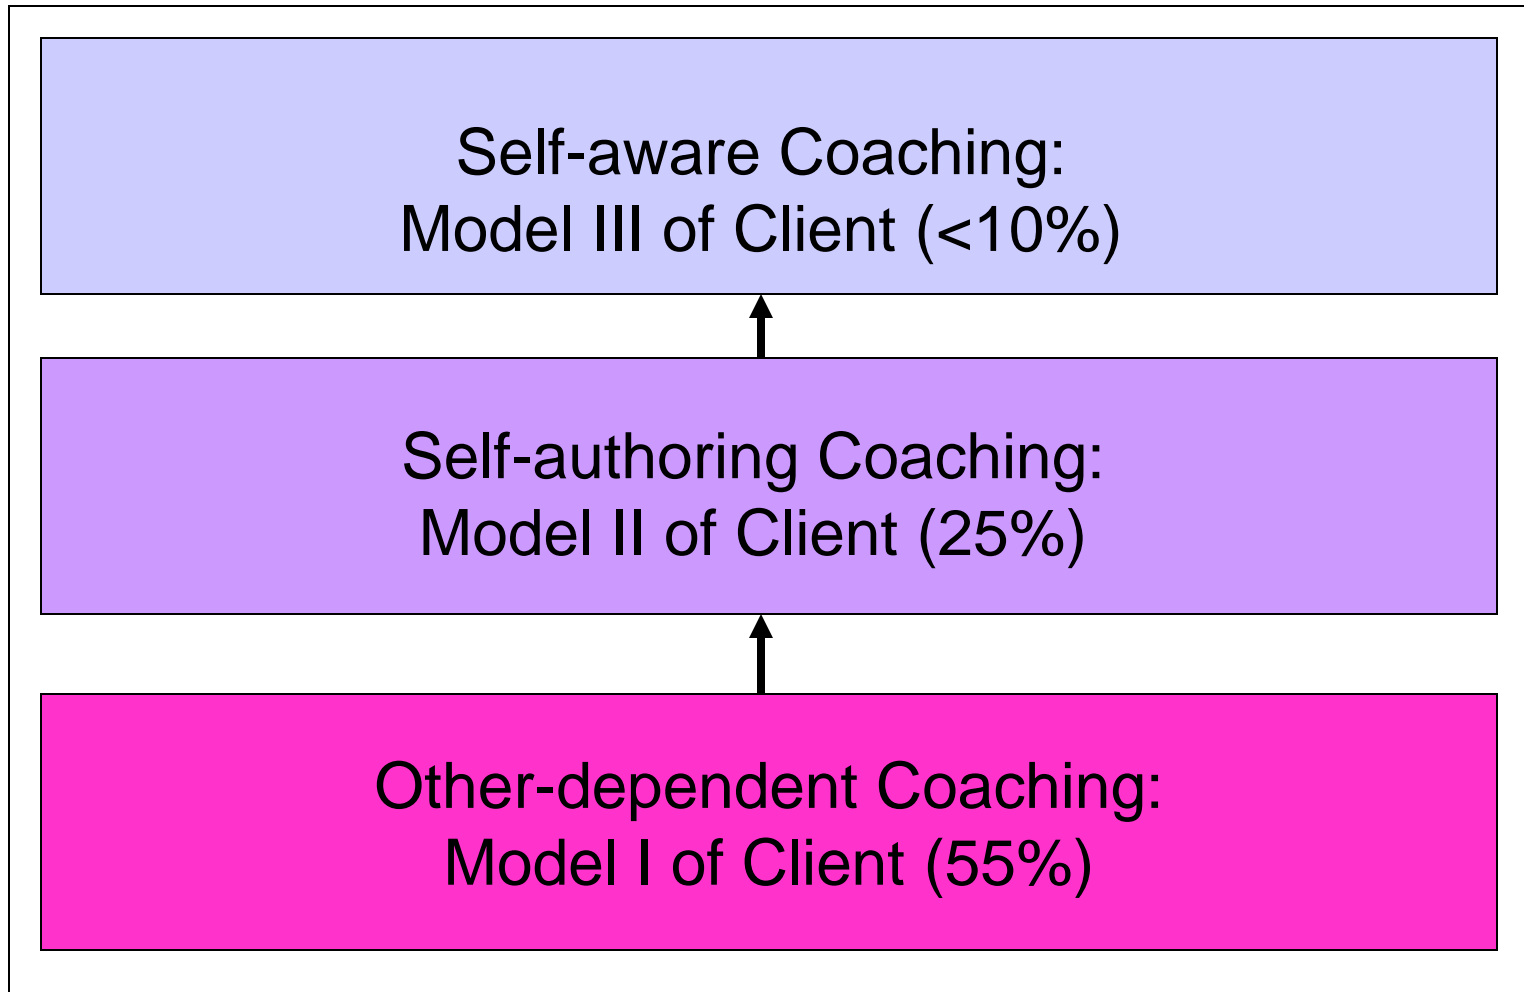 Self-aware Coaching:
Model III of Client (<10%)
Self-authoring Coaching:
Model II of Client (25%)
Other-dependent Coaching:
Model I of Client (55%)